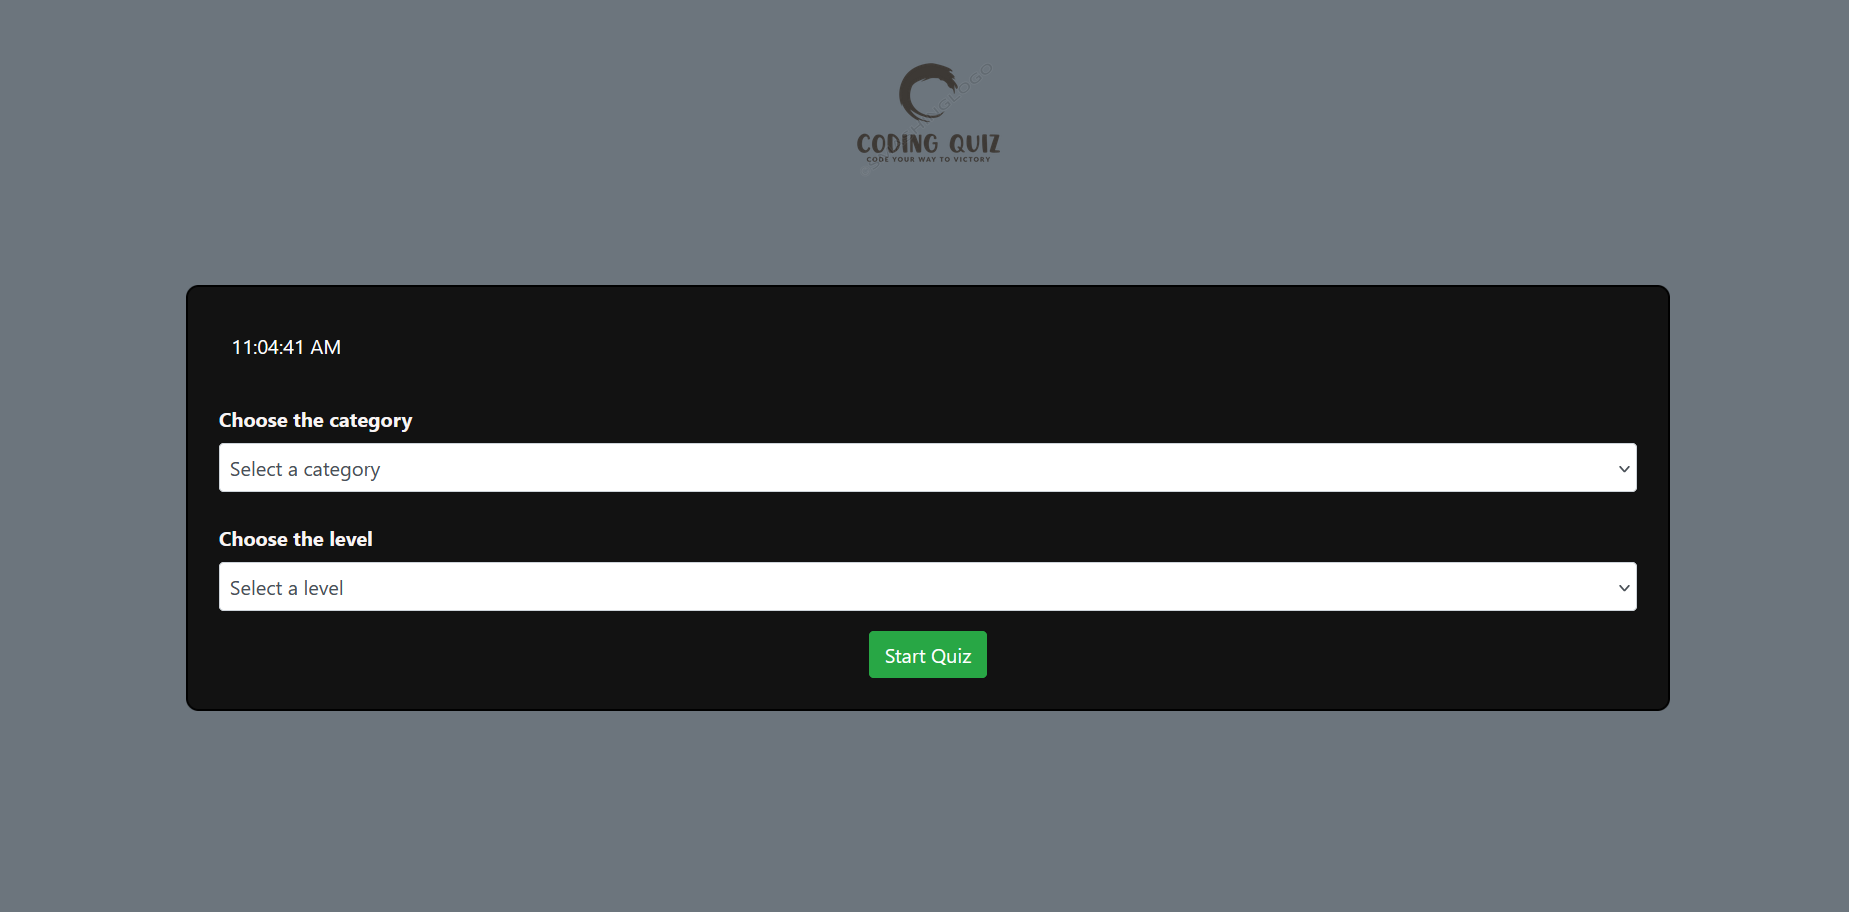 CODING QUIZ
CODE YOUR WAY TO VICTORY
11:04:41 AM
Choose the category
Select a category
Choose the level
Select a level
Start Quiz